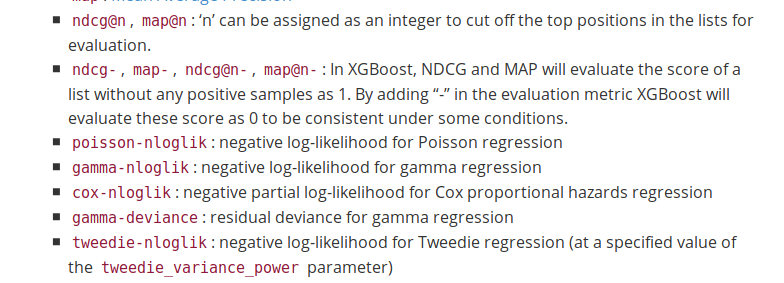 map : Mean Average Precision
ndcg@n , map@n : ‘n’ can be assigned as an integer to cut off the top positions in the lists for
evaluation.
ndcg- , map- , ndcg@n- , map@n- : In XGBoost, NDCG and MAP will evaluate the score of a
list without any positive samples as 1. By adding “-” in the evaluation metric XGBoost will
evaluate these score as 0 to be consistent under some conditions.
poisson-nloglik : negative log-likelihood for Poisson regression
gamma-nloglik : negative log-likelihood for gamma regression
cox-nloglik : negative partial log-likelihood for Cox proportional hazards regression
gamma-deviance : residual deviance for gamma regression
tweedie-nloglik : negative log-likelihood for Tweedie regression (at a specified value of
the tweedie_variance_power parameter)